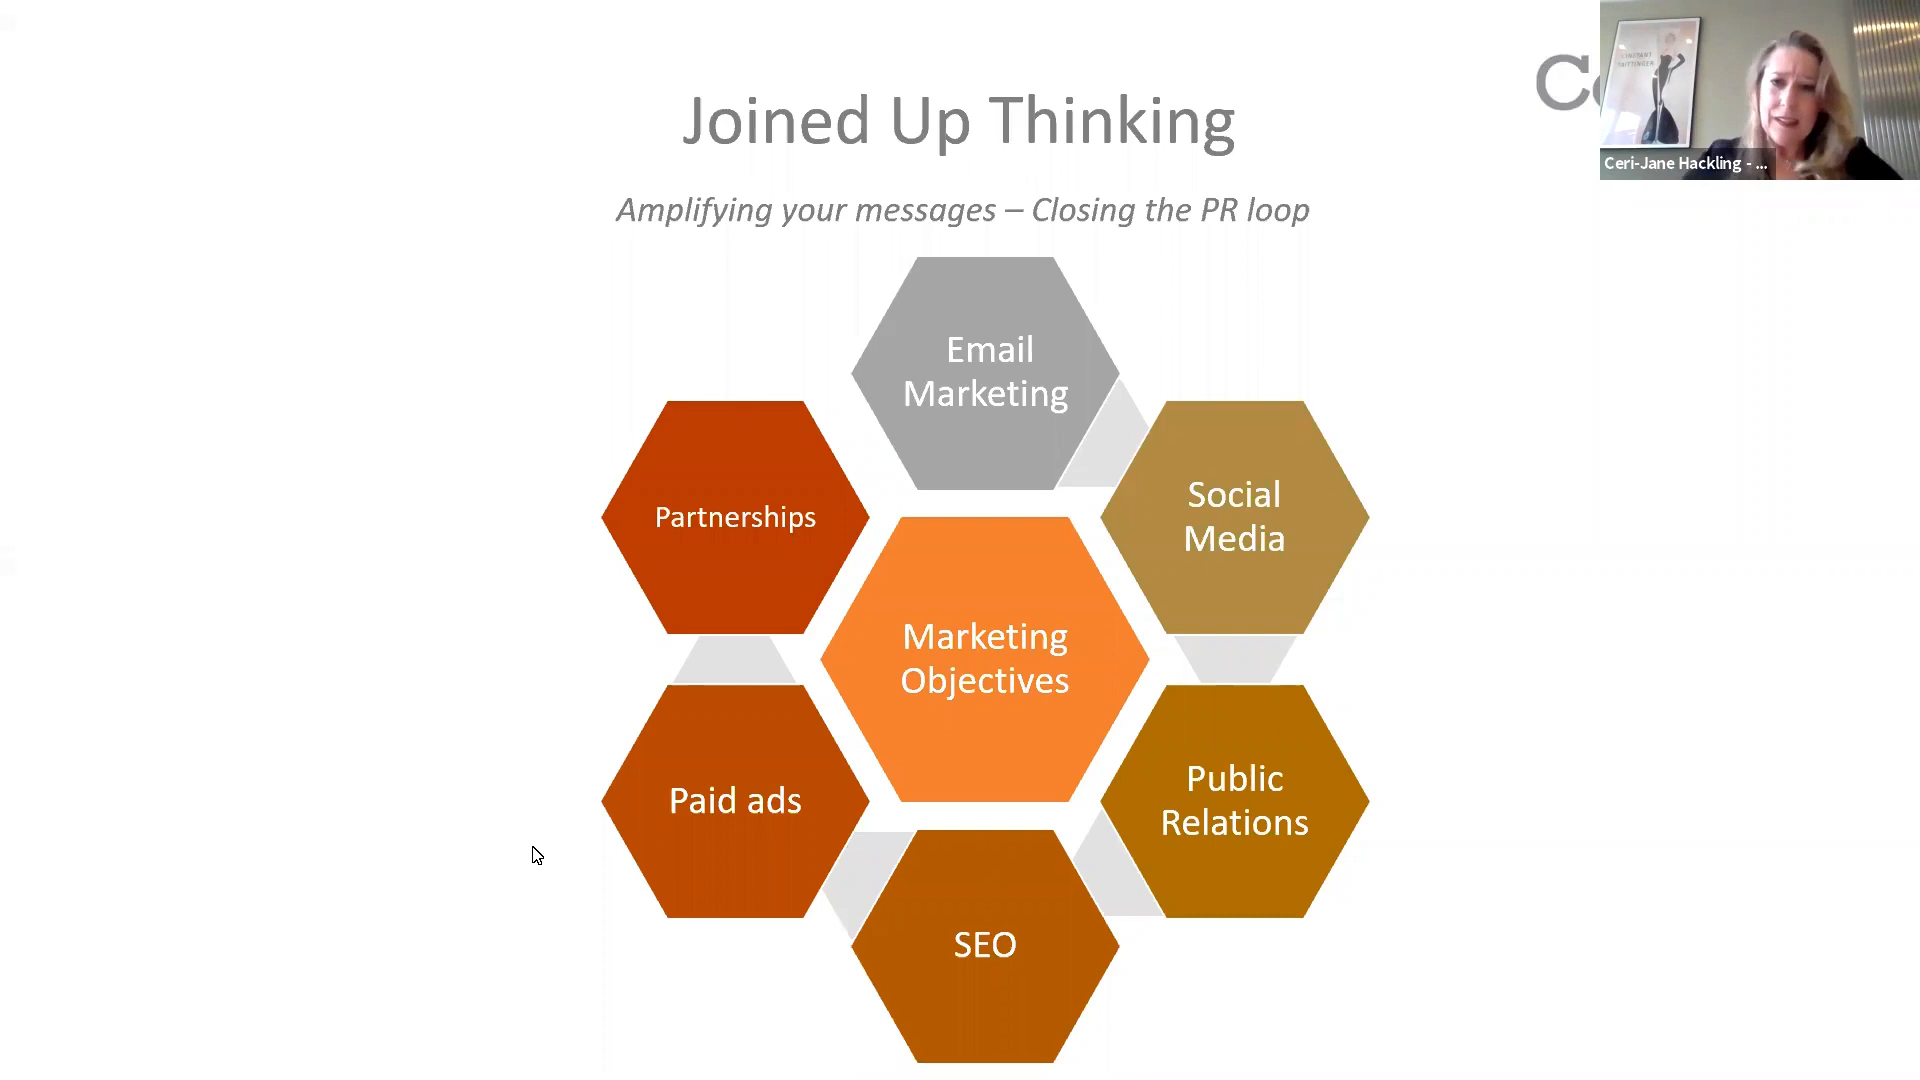 Joined Up Thinking
Amplifying your messages – Closing the PR loop
Email
Marketing
Social
Media
Partnerships
Marketing
Objectives
Public
Relations
Paid ads
SEO
Ceri-Jane Hackling - ...